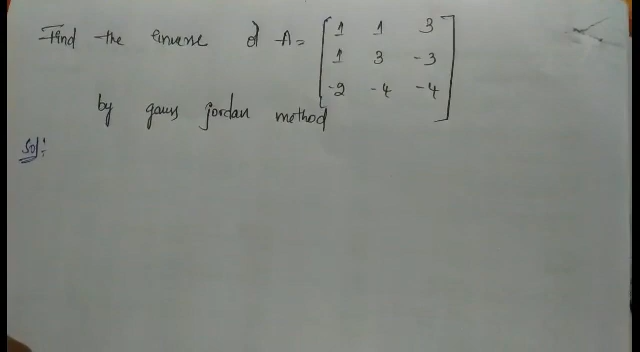 Find the inverse of A = [ 1 1 3
1 3 -3
-2 -4 -4 ]
by gauss jordan method
Sol: